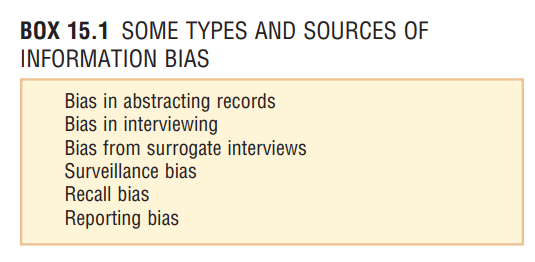 BOX 15.1 SOME TYPES AND SOURCES OF
INFORMATION BIAS
Bias in abstracting records
Bias in interviewing
Bias from surrogate interviews
Surveillance bias
Recall bias
Reporting bias